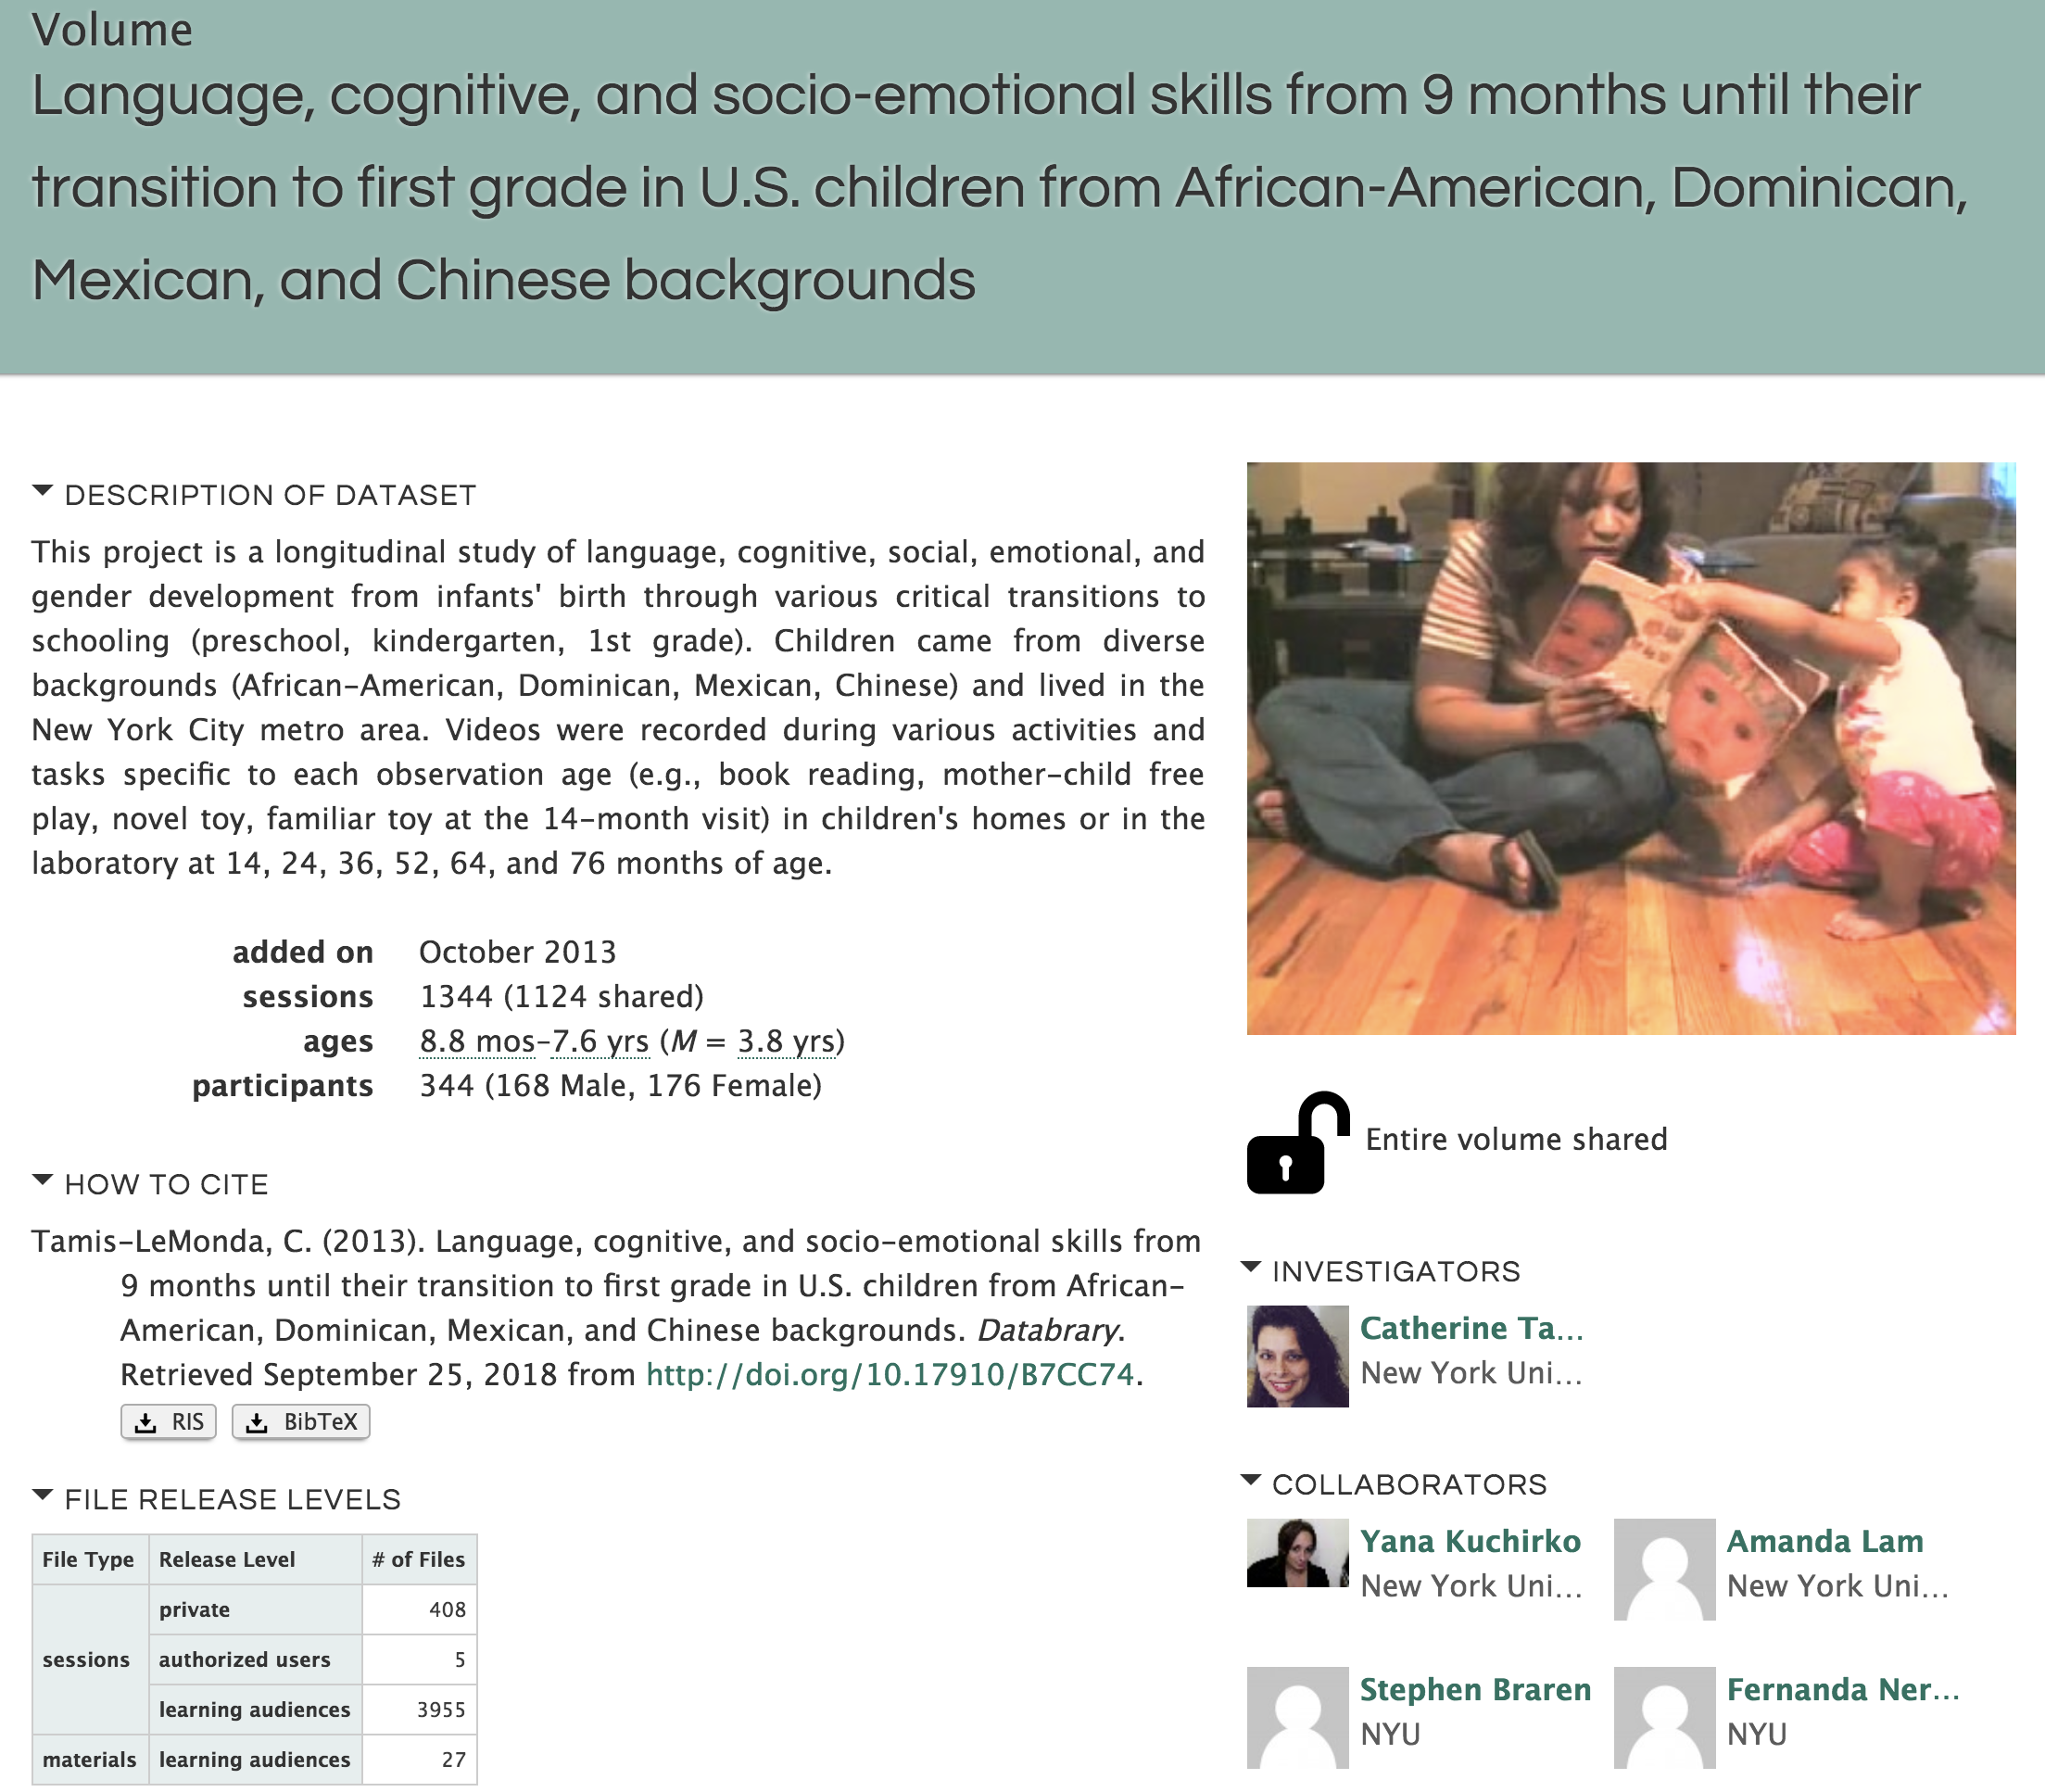 Volume
Language, cognitive, and socio-emotional skills from 9 months until their
transition to first grade in U.S. children from African-American, Dominican,
Mexican, and Chinese backgrounds
DESCRIPTION OF DATASET
This project is a longitudinal study of language, cognitive, social, emotional, and
gender development from infants' birth through various critical transitions to
schooling (preschool, kindergarten, 1st grade). Children came from diverse
backgrounds (African-American, Dominican, Mexican, Chinese) and lived in the
New York City metro area. Videos were recorded during various activities and
tasks specific to each observation age (e.g., book reading, mother-child free
play, novel toy, familiar toy at the 14-month visit) in children's homes or in the
laboratory at 14, 24, 36, 52, 64, and 76 months of age.
added on October 2013
sessions 1344 (1124 shared)
ages 8.8 mos-7.6 yrs (M = 3.8 yrs)
participants 344 (168 Male, 176 Female)
HOW TO CITE
Tamis-LeMonda, C. (2013). Language, cognitive, and socio-emotional skills from
9 months until their transition to first grade in U.S. children from African-
American, Dominican, Mexican, and Chinese backgrounds. Databrary.
Retrieved September 25, 2018 from http://doi.org/10.17910/B7CC74.
RIS BibTeX
FILE RELEASE LEVELS
File Type Release Level # of Files
sessions
private 408
authorized users 5
learning audiences 3955
materials learning audiences 27
Entire volume shared
INVESTIGATORS
Catherine Ta...
New York Uni...
COLLABORATORS
Yana Kuchirko
New York Uni...
Amanda Lam
New York Uni...
Stephen Braren
NYU
Fernanda Ner...
NYU